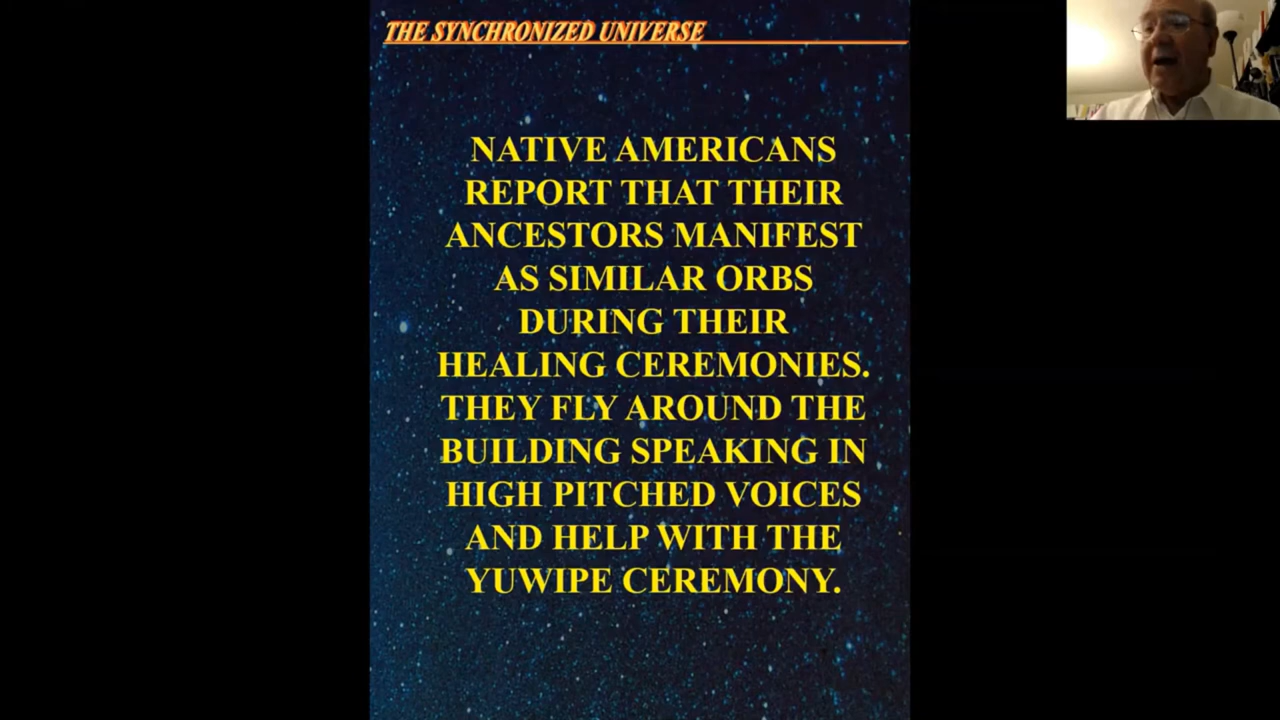 THE SYNCHRONIZED UNIVERSE
NATIVE AMERICANS
REPORT THAT THEIR
ANCESTORS MANIFEST
AS SIMILAR ORBS
DURING THEIR
HEALING CEREMONIES.
THEY FLY AROUND THE
BUILDING SPEAKING IN
HIGH PITCHED VOICES
AND HELP WITH THE
YUWIPE CEREMONY.